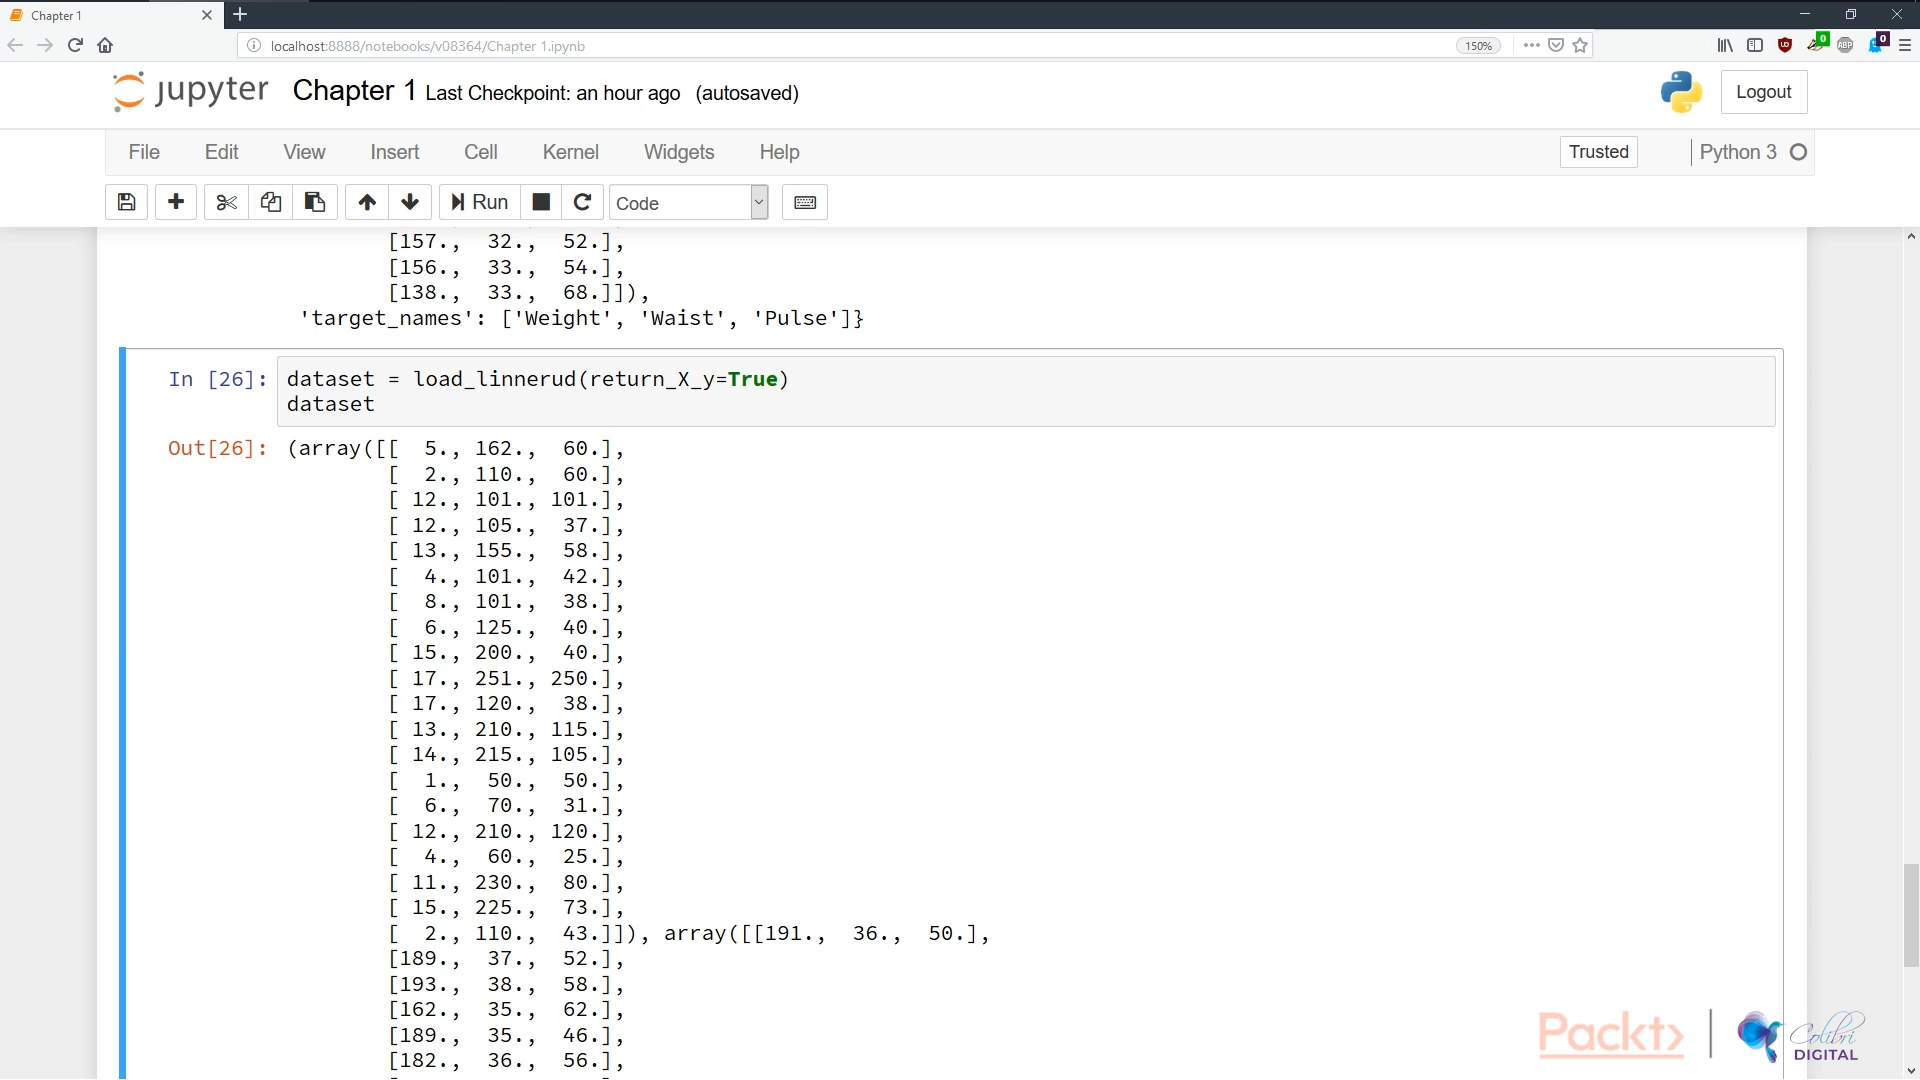 Chapter 1
localhost:8888/notebooks/v08364/Chapter 1.ipynb
150%
0
ABP
0
jupyter Chapter 1 Last Checkpoint: an hour ago (autosaved)
Logout
File Edit View Insert Cell Kernel Widgets Help
Trusted
Python 3
Run
Code
[157., 32., 52.],
[156., 33., 54.],
[138., 33., 68.]]),
'target_names': ['Weight', 'Waist', 'Pulse']}
In [26]: dataset = load_linnerud(return_X_y=True)
dataset
Out[26]: (array([[ 5., 162., 60.],
[ 2., 110., 60.],
[ 12., 101., 101.],
[ 12., 105., 37.],
[ 13., 155., 58.],
[ 4., 101., 42.],
[ 8., 101., 38.],
[ 6., 125., 40.],
[ 15., 200., 40.],
[ 17., 251., 250.],
[ 17., 120., 38.],
[ 13., 210., 115.],
[ 14., 215., 105.],
[ 1., 50., 50.],
[ 6., 70., 31.],
[ 12., 210., 120.],
[ 4., 60., 25.],
[ 11., 230., 80.],
[ 15., 225., 73.],
[ 2., 110., 43.]]), array([[191., 36., 50.],
[189., 37., 52.],
[193., 38., 58.],
[162., 35., 62.],
[189., 35., 46.],
[182., 36., 56.],
Packt>
Colibri
DIGITAL